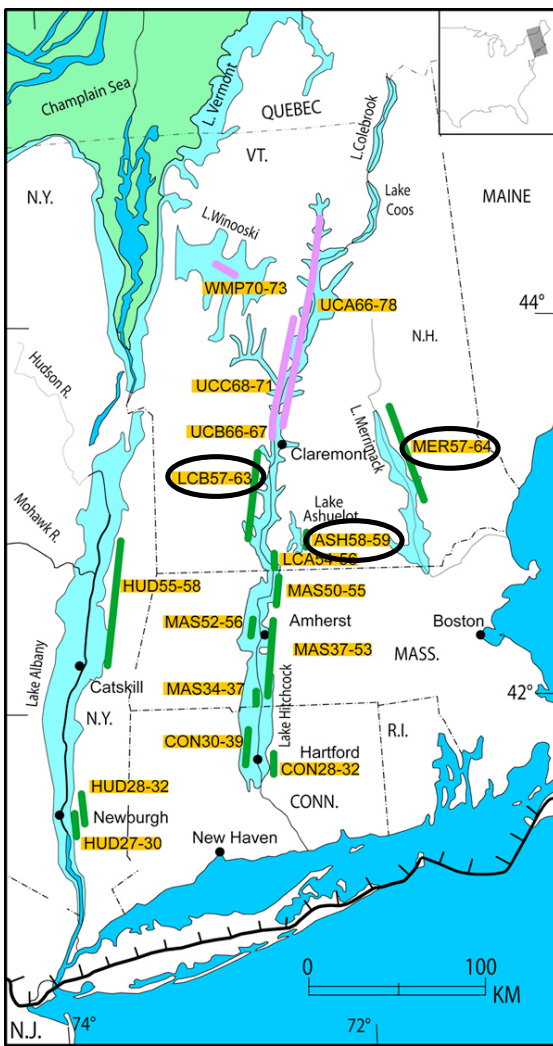 Champlain Sea
L. Vermont
QUEBEC
L.Colebrook
VT.
N.Y.
Lake
Coos
MAINE
L.Winooski
WMP70-73
UCA66-78
44°
N.H.
Hudson R.
UCC68-71
UCB66-67
L. Merrimack
Claremont
MER57-64
LCB57-63
Lake
Ashuelot
Mohawk R.
ASH58-59
LCA54-56
HUD55-58
MAS50-55
MAS52-56
Amherst
Boston
MAS37-53
MASS.
Lake Albany
Catskill
MAS34-37
42°
N.Y.
Lake Hitchcock
R.I.
CON30-39
Hartford
CON28-32
HUD28-32
CONN.
Newburgh
HUD27-30
New Haven
0
100
KM
N.J.
74°
72°